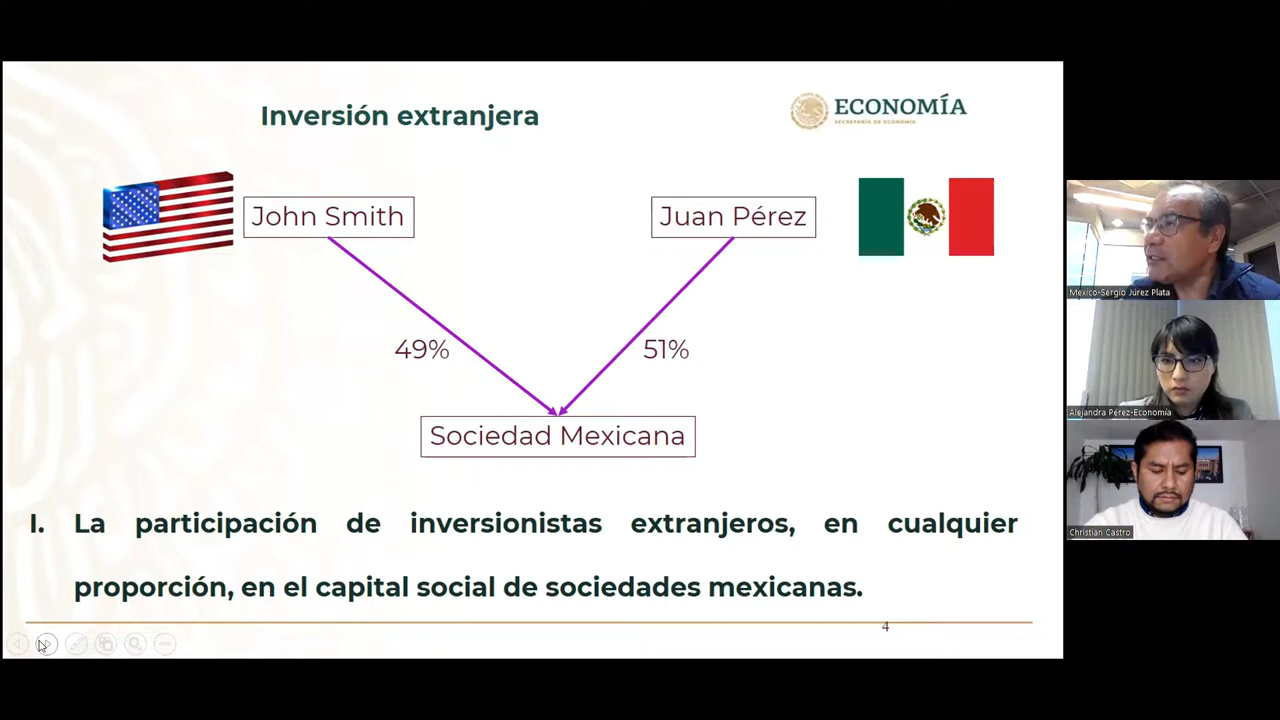 Inversión extranjera
ECONOMÍA
SECRETARÍA DE ECONOMÍA
John Smith
Juan Pérez
49%
51%
Sociedad Mexicana
I. La participación de inversionistas extranjeros, en cualquier
proporción, en el capital social de sociedades mexicanas.
4
Mexico-Sergio Júrez Plata
Alejandra Pérez-Economía
Christian Castro